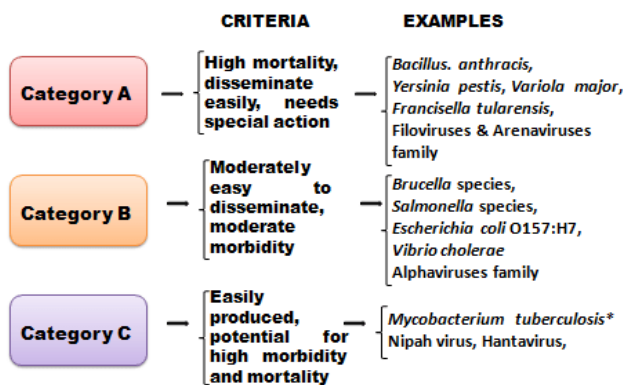 CRITERIA
EXAMPLES
Category A
High mortality,
disseminate
easily, needs
special action
Bacillus. anthracis,
Yersinia pestis, Variola major,
Francisella tularensis,
Filoviruses & Arenaviruses
family
Category B
Moderately
easy to
disseminate,
moderate
morbidity
Brucella species,
Salmonella species,
Escherichia coli O157:H7,
Vibrio cholerae
Alphaviruses family
Category C
Easily
produced,
potential for
high morbidity
and mortality
Mycobacterium tuberculosis*
Nipah virus, Hantavirus,